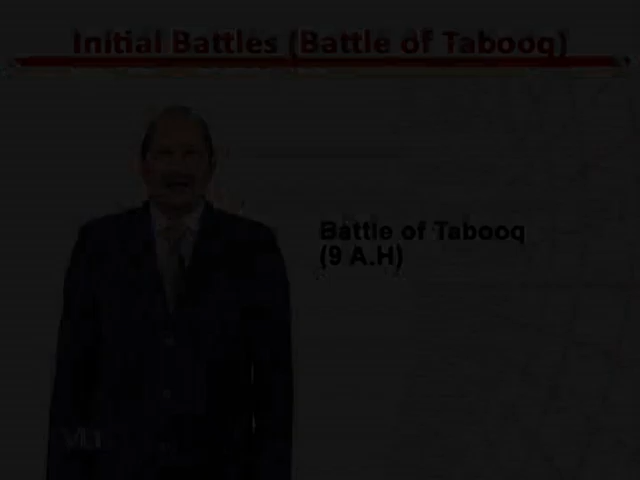 Initial Battles (Battle of Tabooq)
Battle of Tabooq
(9 A.H)